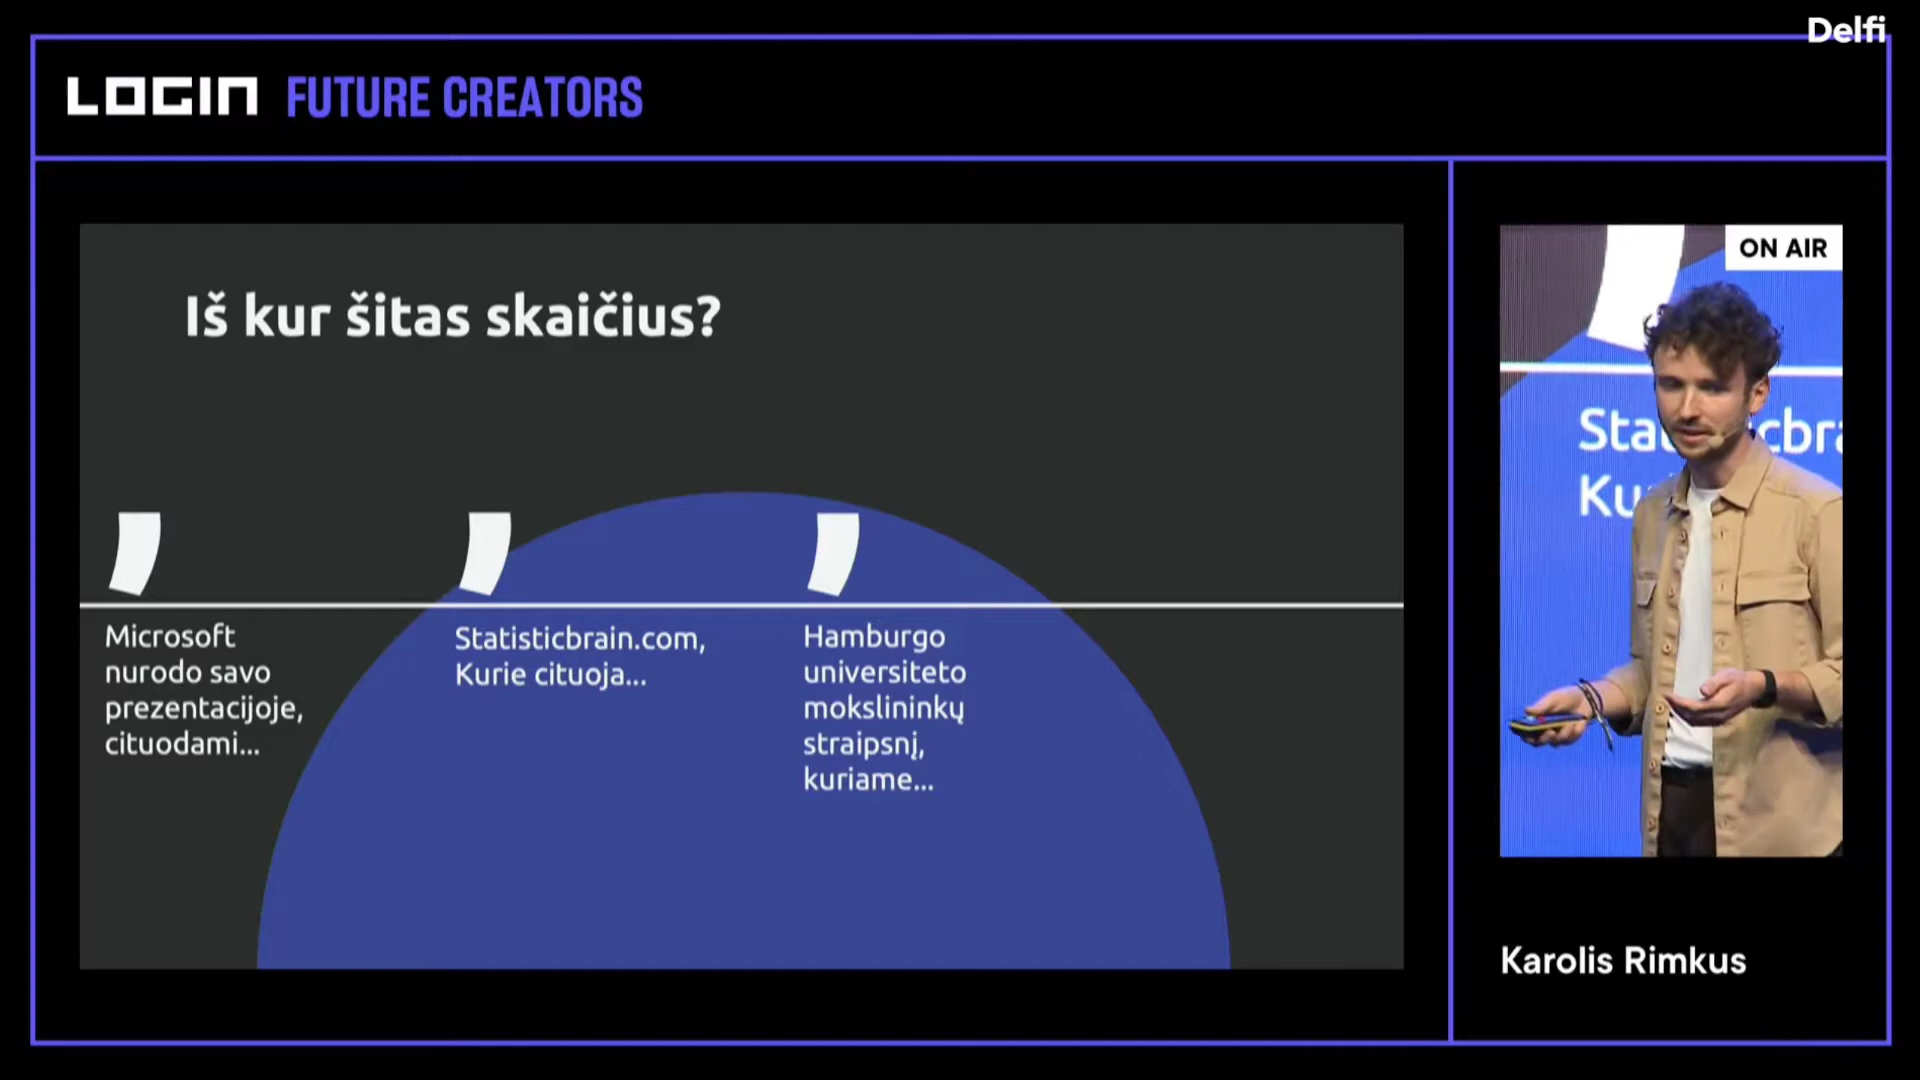 Delfi
LOGIN FUTURE CREATORS
Iš kur šitas skaičius?
Microsoft
nurodo savo
prezentacijoje,
cituodami...
Statisticbrain.com,
Kurie cituoja...
Hamburgo
universiteto
mokslininkų
straipsnį,
kuriame...
ON AIR
Karolis Rimkus